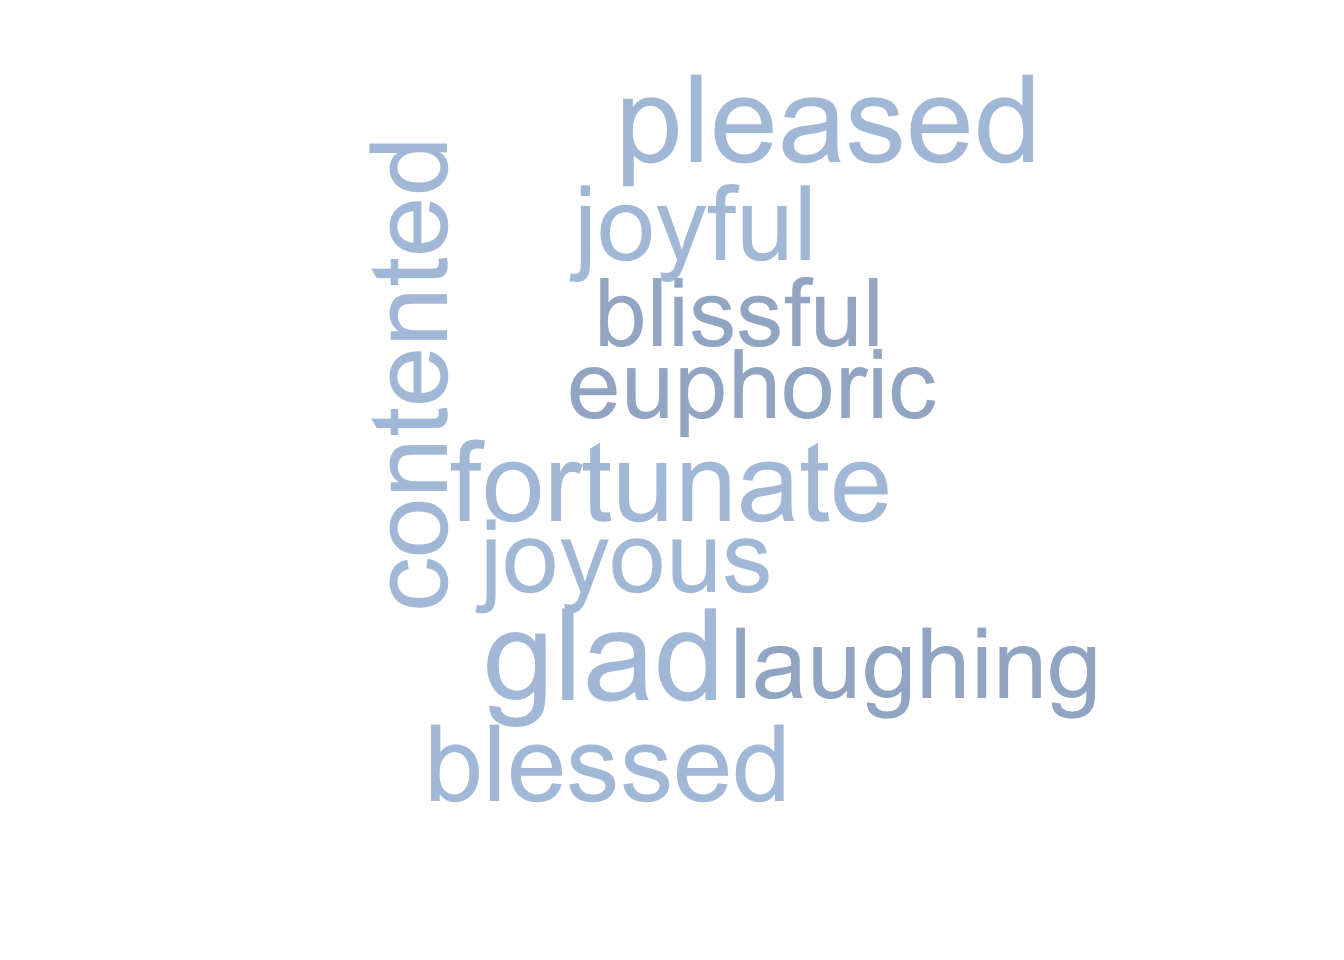 pleased
contented
joyful
blissful
euphoric
fortunate
joyous
glad laughing
blessed